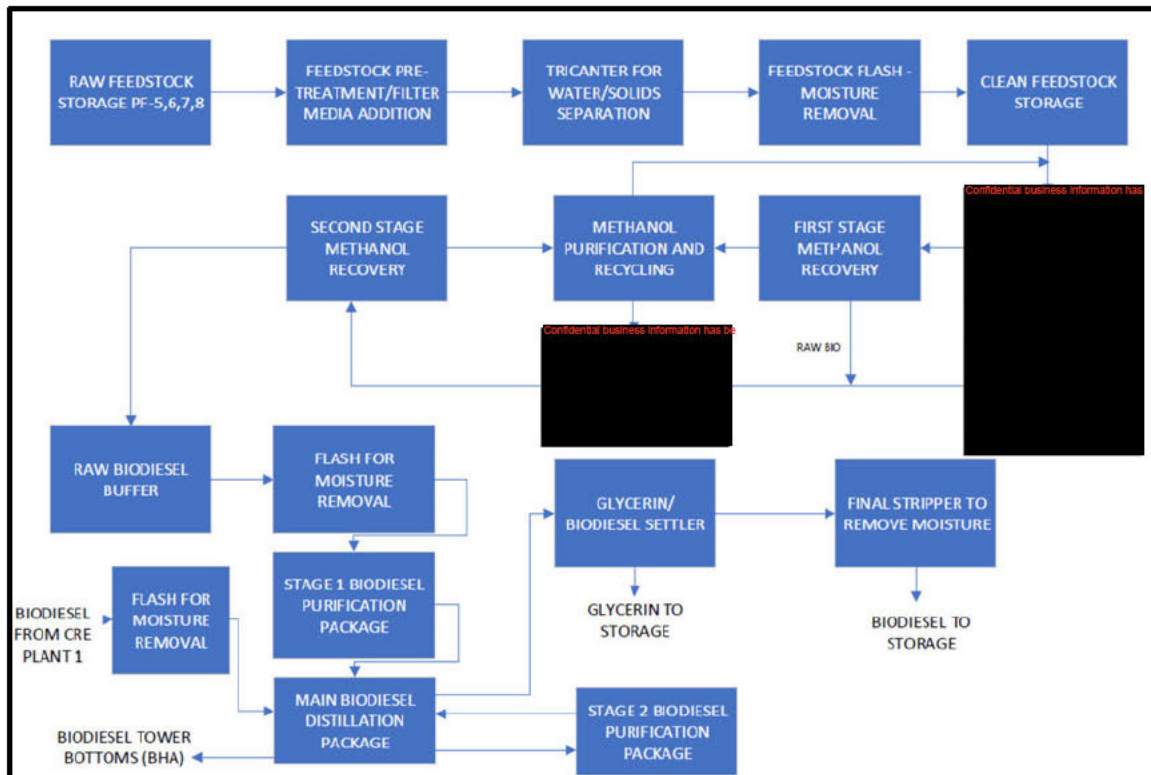 RAW FEEDSTOCK
STORAGE PF-5,6,7,8
FEEDSTOCK PRE-
TREATMENT/FILTER
MEDIA ADDITION
TRICANTER FOR
WATER/SOLIDS
SEPARATION
FEEDSTOCK FLASH -
MOISTURE
REMOVAL
CLEAN FEEDSTOCK
STORAGE
SECOND STAGE
METHANOL
RECOVERY
METHANOL
PURIFICATION AND
RECYCLING
FIRST STAGE
METHANOL
RECOVERY
Confidential business information has
Confidential business information has be
RAW BIO
RAW BIODIESEL
BUFFER
FLASH FOR
MOISTURE
REMOVAL
GLYCERIN/
BIODIESEL SETTLER
FINAL STRIPPER TO
REMOVE MOISTURE
BIODIESEL
FROM CRE
PLANT 1
FLASH FOR
MOISTURE
REMOVAL
STAGE 1 BIODIESEL
PURIFICATION
PACKAGE
GLYCERIN TO
STORAGE
BIODIESEL TO
STORAGE
MAIN BIODIESEL
DISTILLATION
PACKAGE
STAGE 2 BIODIESEL
PURIFICATION
PACKAGE
BIODIESEL TOWER
BOTTOMS (BHA)